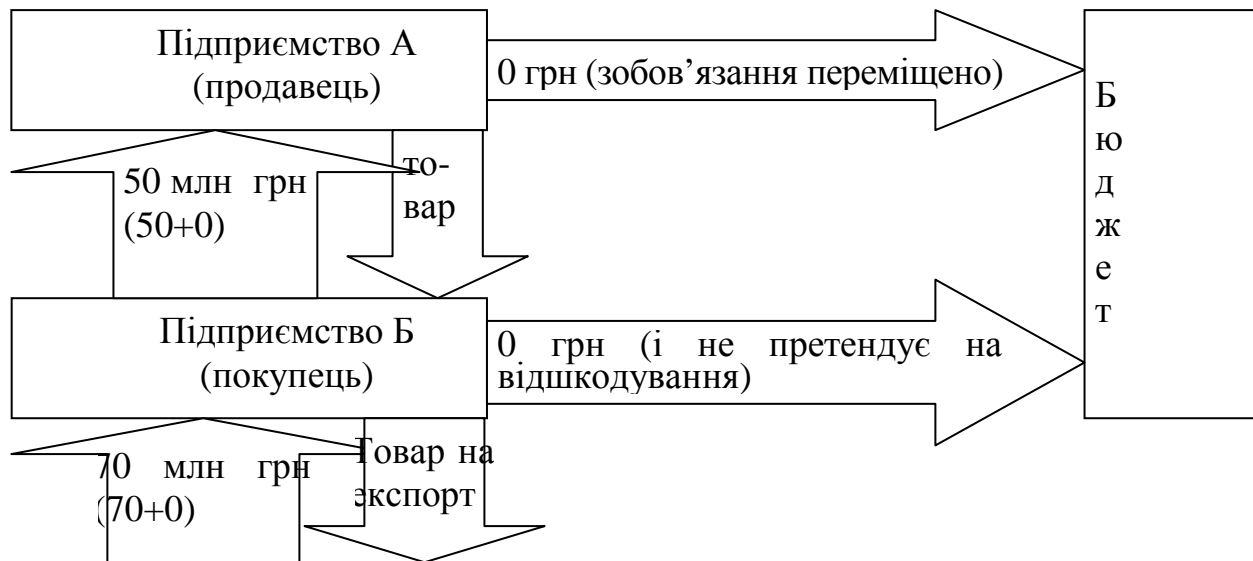 Підприємство А
(продавець)
0 грн (зобов’язання переміщено)
Б
ю
д
ж
е
т
то-
вар
50 млн грн
(50+0)
Підприємство Б
(покупець)
0 грн (і не претендує на
відшкодування)
70 млн грн
(70+0)
Товар на
експорт